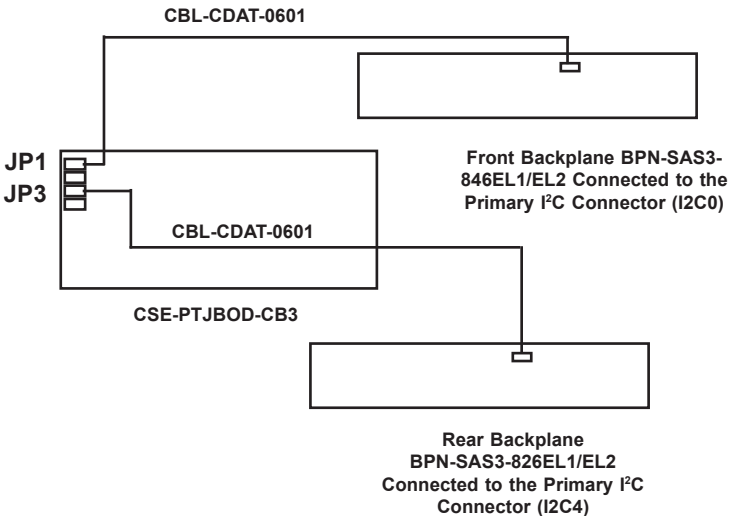 CBL-CDAT-0601
Front Backplane BPN-SAS3-
846EL1/EL2 Connected to the
Primary I²C Connector (I2C0)
JP1
JP3
CBL-CDAT-0601
CSE-PTJBOD-CB3
Rear Backplane
BPN-SAS3-826EL1/EL2
Connected to the Primary I²C
Connector (I2C4)